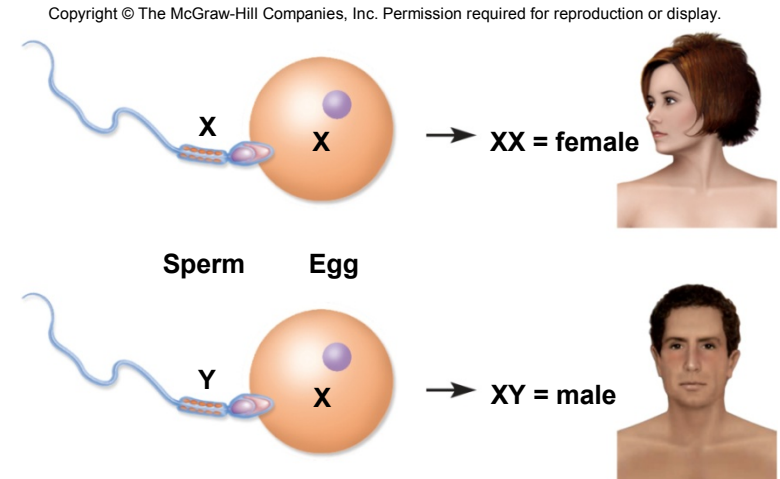 Copyright © The McGraw-Hill Companies, Inc. Permission required for reproduction or display.
X
X
XX = female
Sperm Egg
Y
X
XY = male